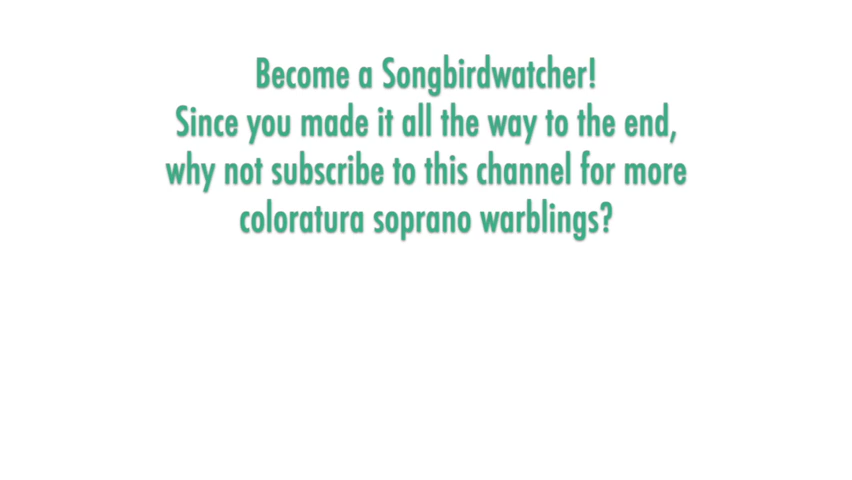 Become a Songbirdwatcher!
Since you made it all the way to the end,
why not subscribe to this channel for more
coloratura soprano warblings?